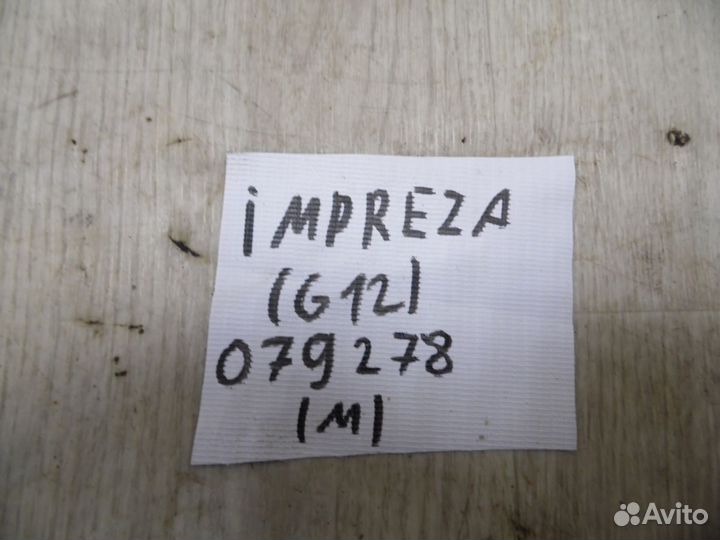 iMPREZA
(G12)
079278
(M)
Avito